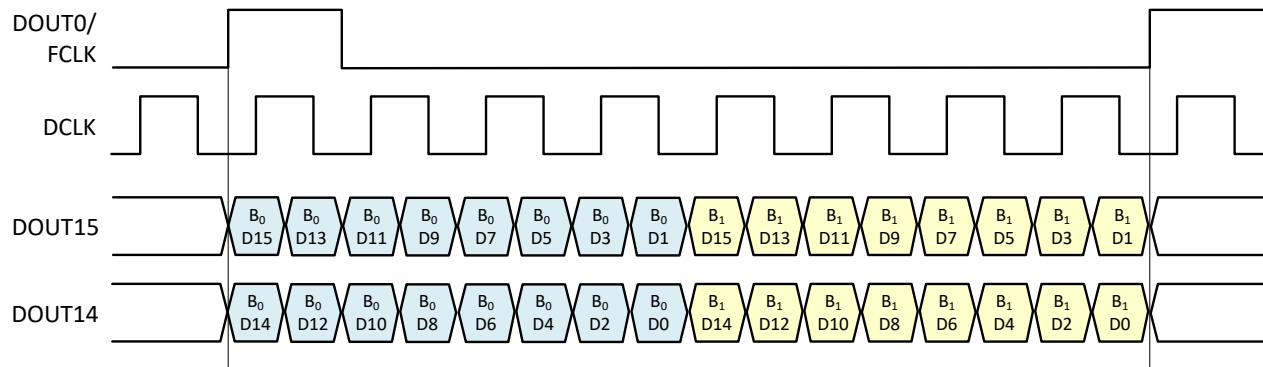 DOUT0/
FCLK
DCLK
DOUT15
B₀ B₀ B₀ B₀ B₀ B₀ B₀ B₀ B₁ B₁ B₁ B₁ B₁ B₁ B₁ B₁
D15 D13 D11 D9 D7 D5 D3 D1 D15 D13 D11 D9 D7 D5 D3 D1
DOUT14
B₀ B₀ B₀ B₀ B₀ B₀ B₀ B₀ B₁ B₁ B₁ B₁ B₁ B₁ B₁ B₁
D14 D12 D10 D8 D6 D4 D2 D0 D14 D12 D10 D8 D6 D4 D2 D0